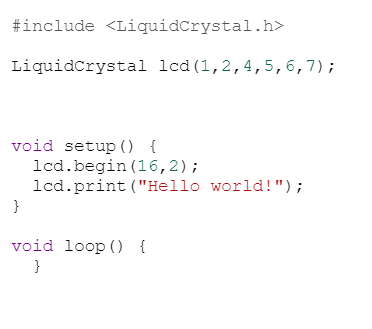 #include <LiquidCrystal.h>
LiquidCrystal lcd(1,2,4,5,6,7);
void setup() {
  lcd.begin(16,2);
  lcd.print("Hello world!");
}
void loop() {
  }